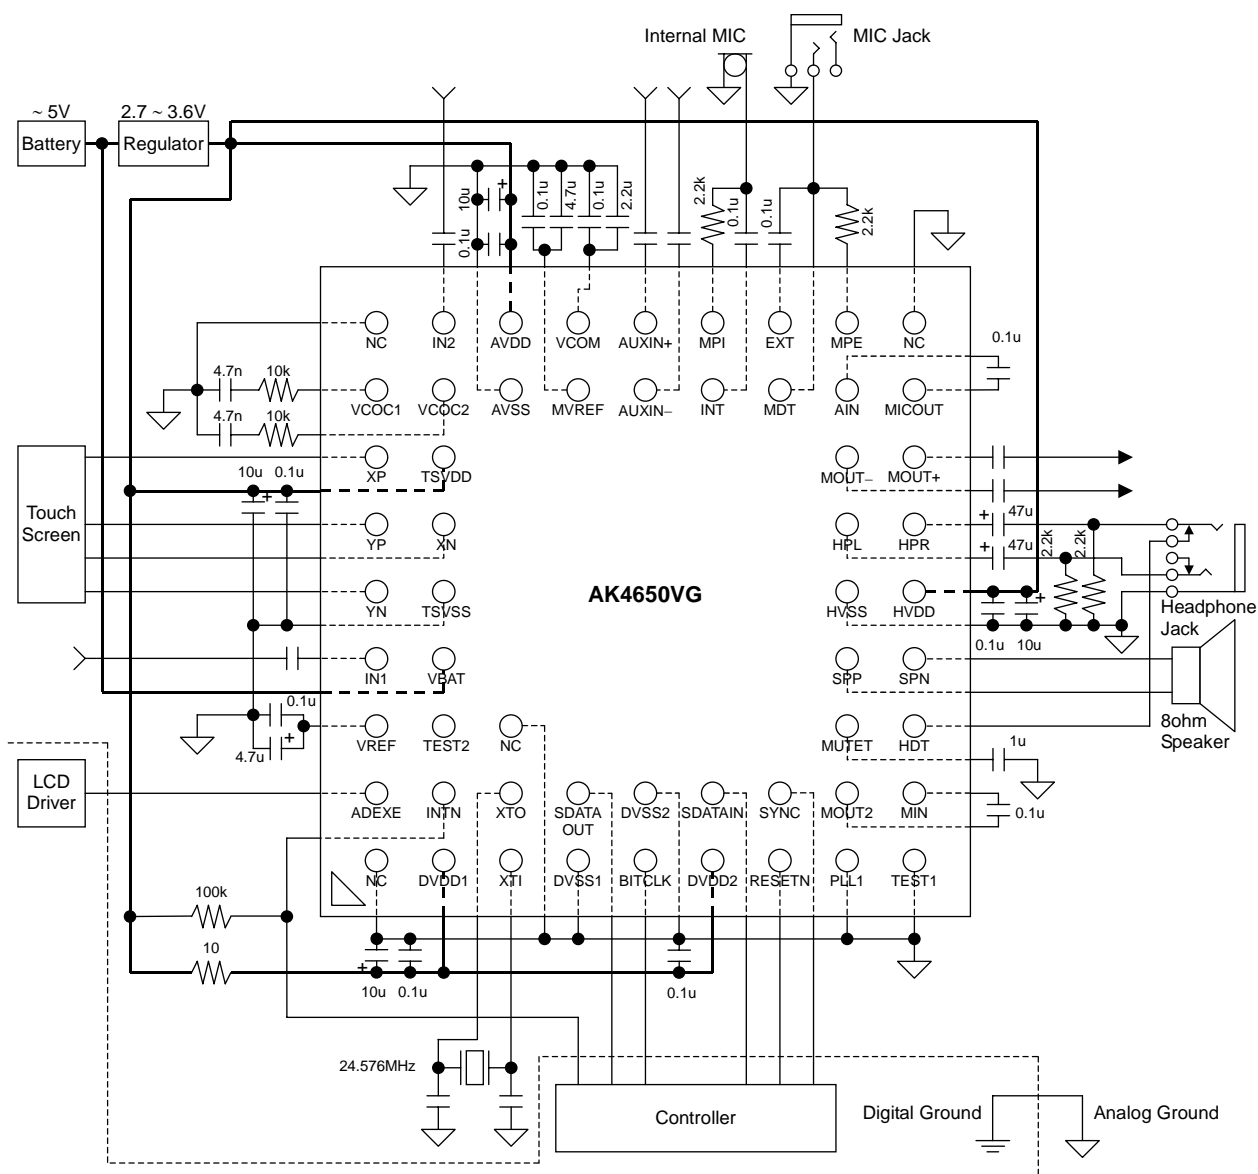 Internal MIC
MIC Jack
~ 5V
2.7 ~ 3.6V
Battery
Regulator
10u
+
0.1u
0.1u
4.7u
0.1u
2.2u
2.2k
0.1u
0.1u
2.2k
NC
IN2
AVDD
VCOM
AUXIN+
MPI
EXT
MPE
NC
0.1u
4.7n
10k
VCOC1
VCOC2
AVSS
MVREF
AUXIN−
INT
MDT
AIN
MICOUT
4.7n
10k
10u
0.1u
+
XP
TSVDD
MOUT−
MOUT+
Touch
Screen
YP
XN
HPL
HPR
+
47u
+
47u
2.2k
2.2k
AK4650VG
YN
TSVSS
HVSS
HVDD
+
0.1u
10u
Headphone
Jack
IN1
VBAT
SPP
SPN
0.1u
+
4.7u
VREF
TEST2
NC
MUTET
HDT
8ohm
Speaker
1u
LCD
Driver
ADEXE
INTN
XTO
SDATA
OUT
DVSS2
SDATAIN
SYNC
MOUT2
MIN
0.1u
NC
DVDD1
XTI
DVSS1
BITCLK
DVDD2
RESETN
PLL1
TEST1
100k
10
+
10u
0.1u
0.1u
24.576MHz
Controller
Digital Ground
Analog Ground